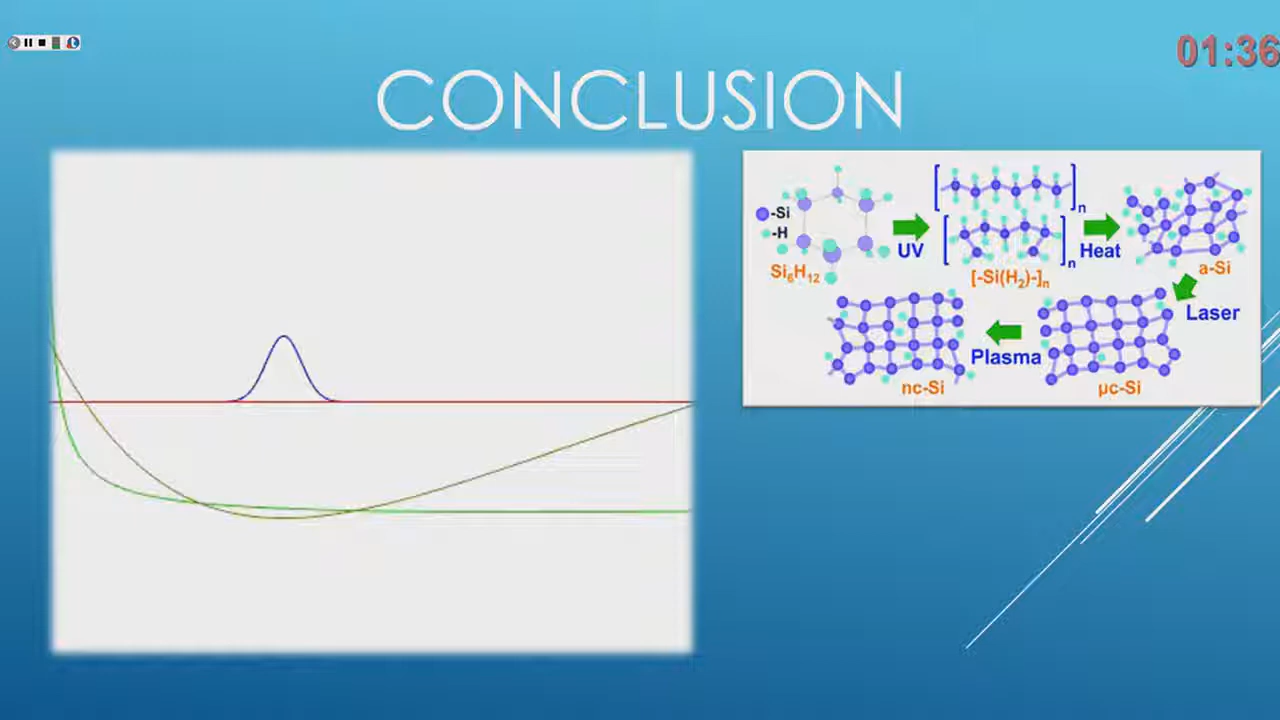 01:36
CONCLUSION
-Si
-H
Si₆H₁₂
UV
n
n
[-Si(H₂)-]n
Heat
a-Si
Laser
Plasma
nc-Si
µc-Si